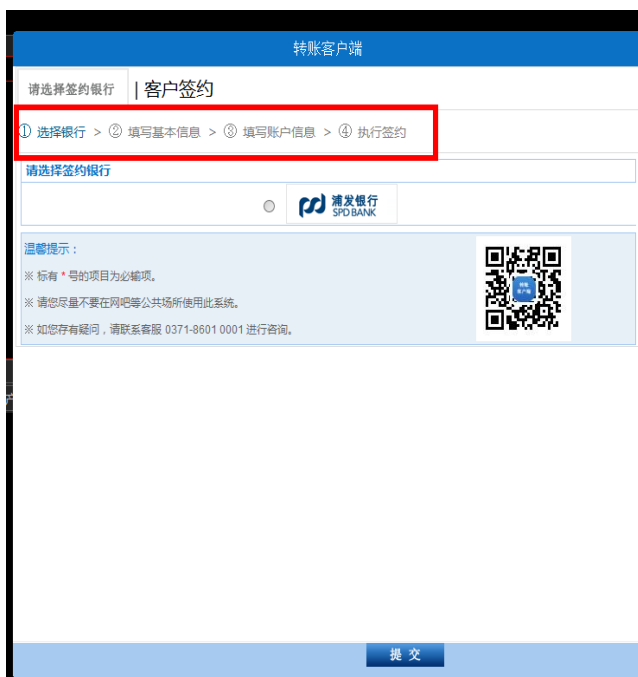 转账客户端
请选择签约银行 | 客户签约
① 选择银行 > ② 填写基本信息 > ③ 填写账户信息 > ④ 执行签约
请选择签约银行
浦发银行
SPD BANK
温馨提示：
※ 标有 * 号的项目为必输项。
※ 请您尽量不要在网吧等公共场所使用此系统。
※ 如您存有疑问，请联系客服 0371-8601 0001 进行咨询。
转账
客户端
提 交